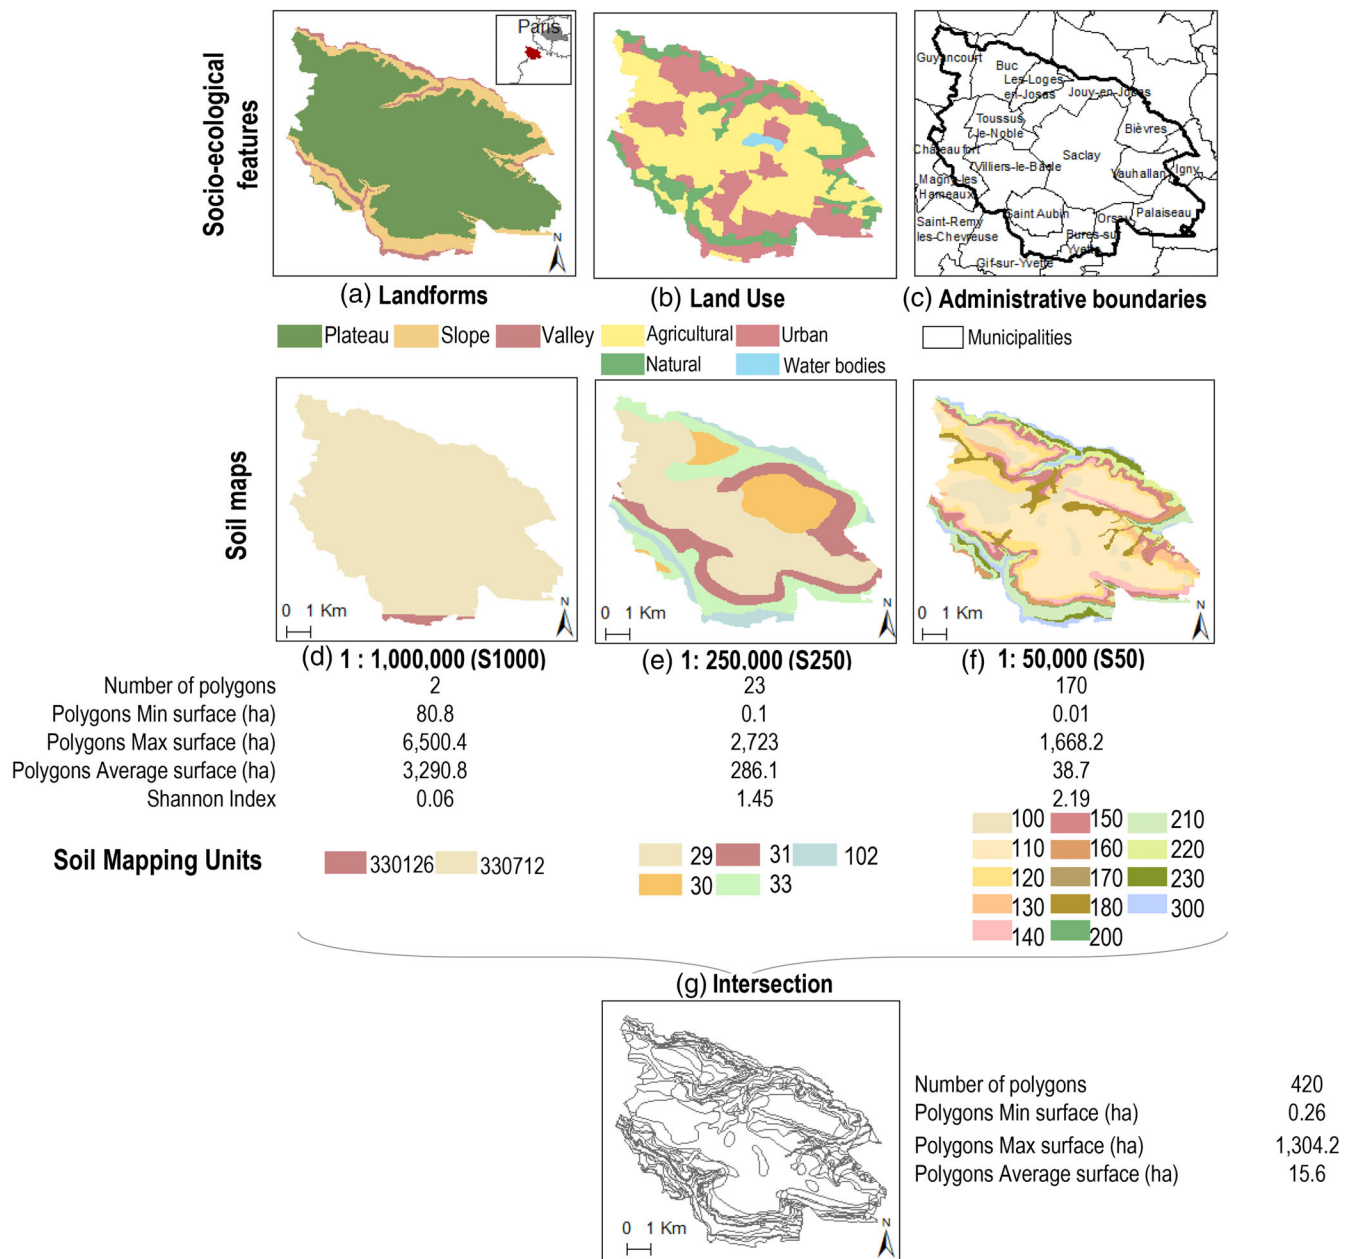 Socio-ecological
features
Paris
N
Guyancourt
Buc
Les-Loges
en-Josas
Jouy-en-Josas
Toussus
le-Noble
Bièvres
Chateaufort
Saclay
Villiers-le-Bâcle
Vauhallan
Igny
Magny-les
Hameaux
Saint Aubin
Orsay
Palaiseau
Saint-Remy
les-Chevreuse
Bures-sur
Yvette
Gif-sur-Yvette
(a) Landforms
(b) Land Use
(c) Administrative boundaries
Plateau Slope Valley
Agricultural Urban
Natural Water bodies
Municipalities
Soil maps
0 1 Km N
0 1 Km N
0 1 Km N
(d) 1 : 1,000,000 (S1000)
(e) 1: 250,000 (S250)
(f) 1: 50,000 (S50)
Number of polygons 2 23 170
Polygons Min surface (ha) 80.8 0.1 0.01
Polygons Max surface (ha) 6,500.4 2,723 1,668.2
Polygons Average surface (ha) 3,290.8 286.1 38.7
Shannon Index 0.06 1.45 2.19
Soil Mapping Units
330126 330712
29 31 102
30 33
100 150 210
110 160 220
120 170 230
130 180 300
140 200
(g) Intersection
0 1 Km N
Number of polygons 420
Polygons Min surface (ha) 0.26
Polygons Max surface (ha) 1,304.2
Polygons Average surface (ha) 15.6